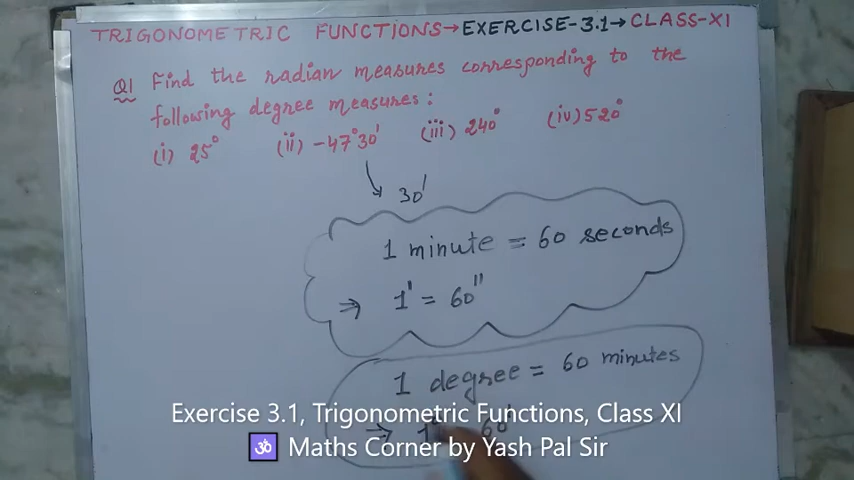 TRIGONOMETRIC FUNCTIONS→EXERCISE-3.1→CLASS-XI
Q1 Find the radian measures corresponding to the
following degree measures:
(i) 25° (ii) -47°30' (iii) 240° (iv) 520°
30'
1 minute = 60 seconds
⇒ 1' = 60"
1 degree = 60 minutes
⇒ 60'
Exercise 3.1, Trigonometric Functions, Class XI
🕉 Maths Corner by Yash Pal Sir